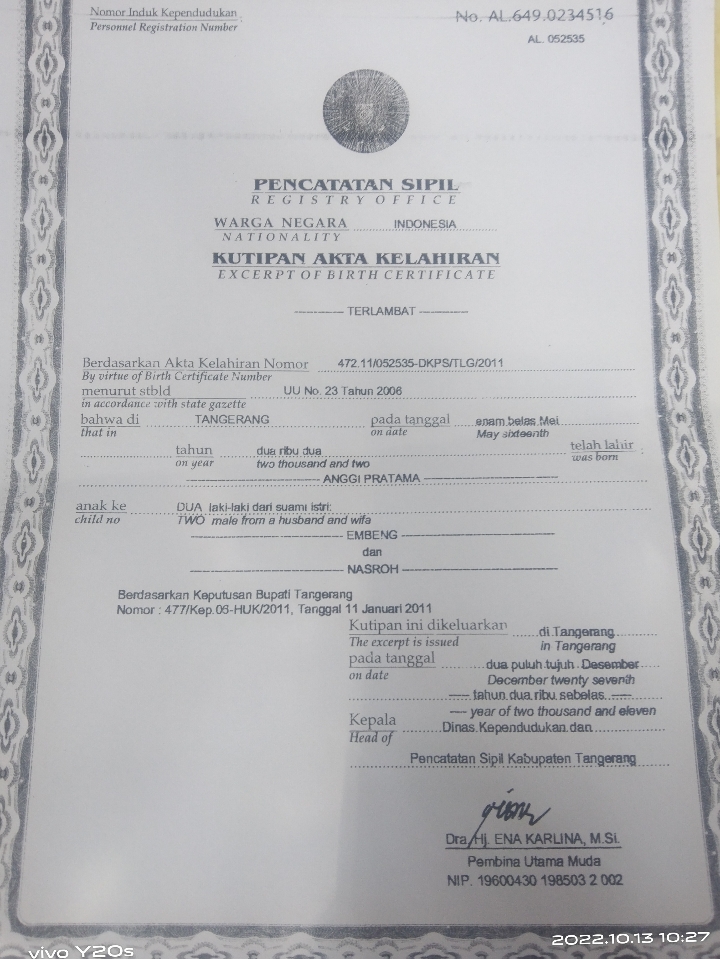 Nomor Induk Kependudukan
Personnel Registration Number
No. AL.649.0234516
AL. 052535
PENCATATAN SIPIL
REGISTRY OFFICE
WARGA NEGARA INDONESIA
NATIONALITY
KUTIPAN AKTA KELAHIRAN
EXCERPT OF BIRTH CERTIFICATE
TERLAMBAT
Berdasarkan Akta Kelahiran Nomor 472.11/052535-DKPS/TLG/2011
By virtue of Birth Certificate Number
menurut stbld UU No. 23 Tahun 2006
in accordance with state gazette
bahwa di TANGERANG pada tanggal enam belas Mei
that in on date May sixteenth
tahun dua ribu dua telah lahir
on year two thousand and two was born
ANGGI PRATAMA
anak ke DUA laki-laki dari suami istri:
child no TWO male from a husband and wifa
EMBENG
dan
NASROH
Berdasarkan Keputusan Bupati Tangerang
Nomor : 477/Kep.06-HUK/2011, Tanggal 11 Januari 2011
Kutipan ini dikeluarkan di Tangerang
The excerpt is issued in Tangerang
pada tanggal dua puluh tujuh Desember
on date December twenty seventh
tahun dua ribu sebelas
year of two thousand and eleven
Kepala Dinas Kependudukan dan
Head of
Pencatatan Sipil Kabupaten Tangerang
Dra. Hj. ENA KARLINA, M.Si.
Pembina Utama Muda
NIP. 19600430 198503 2 002
vivo Y20s
2022.10.13 10:27